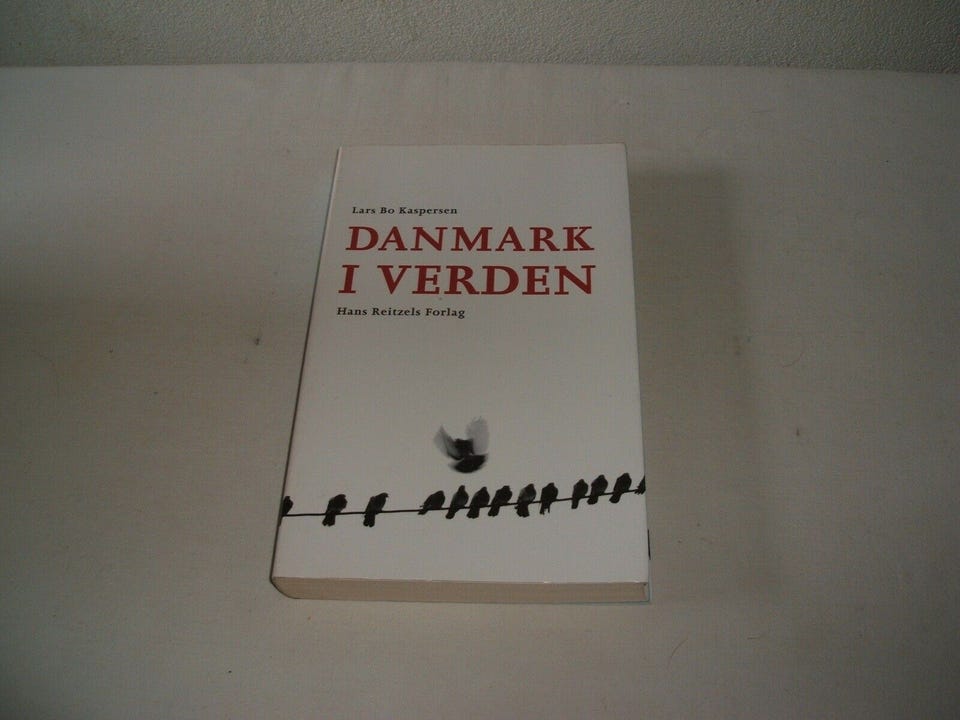 Lars Bo Kaspersen
DANMARK
I VERDEN
Hans Reitzels Forlag